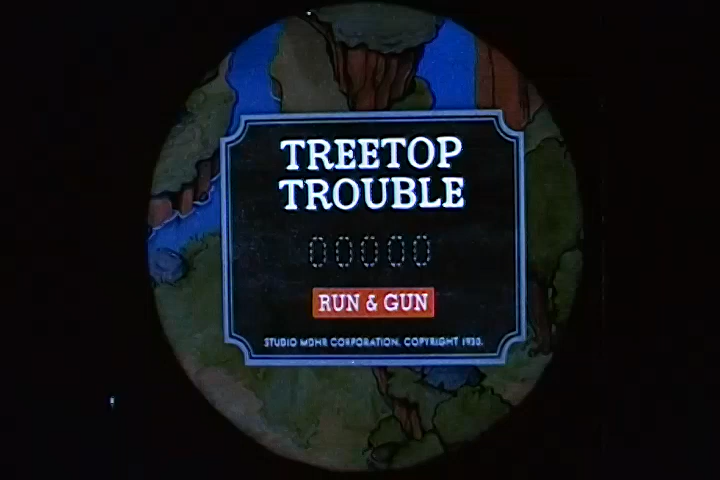 TREETOP
TROUBLE
RUN & GUN
STUDIO MDHR CORPORATION. COPYRIGHT 1930.